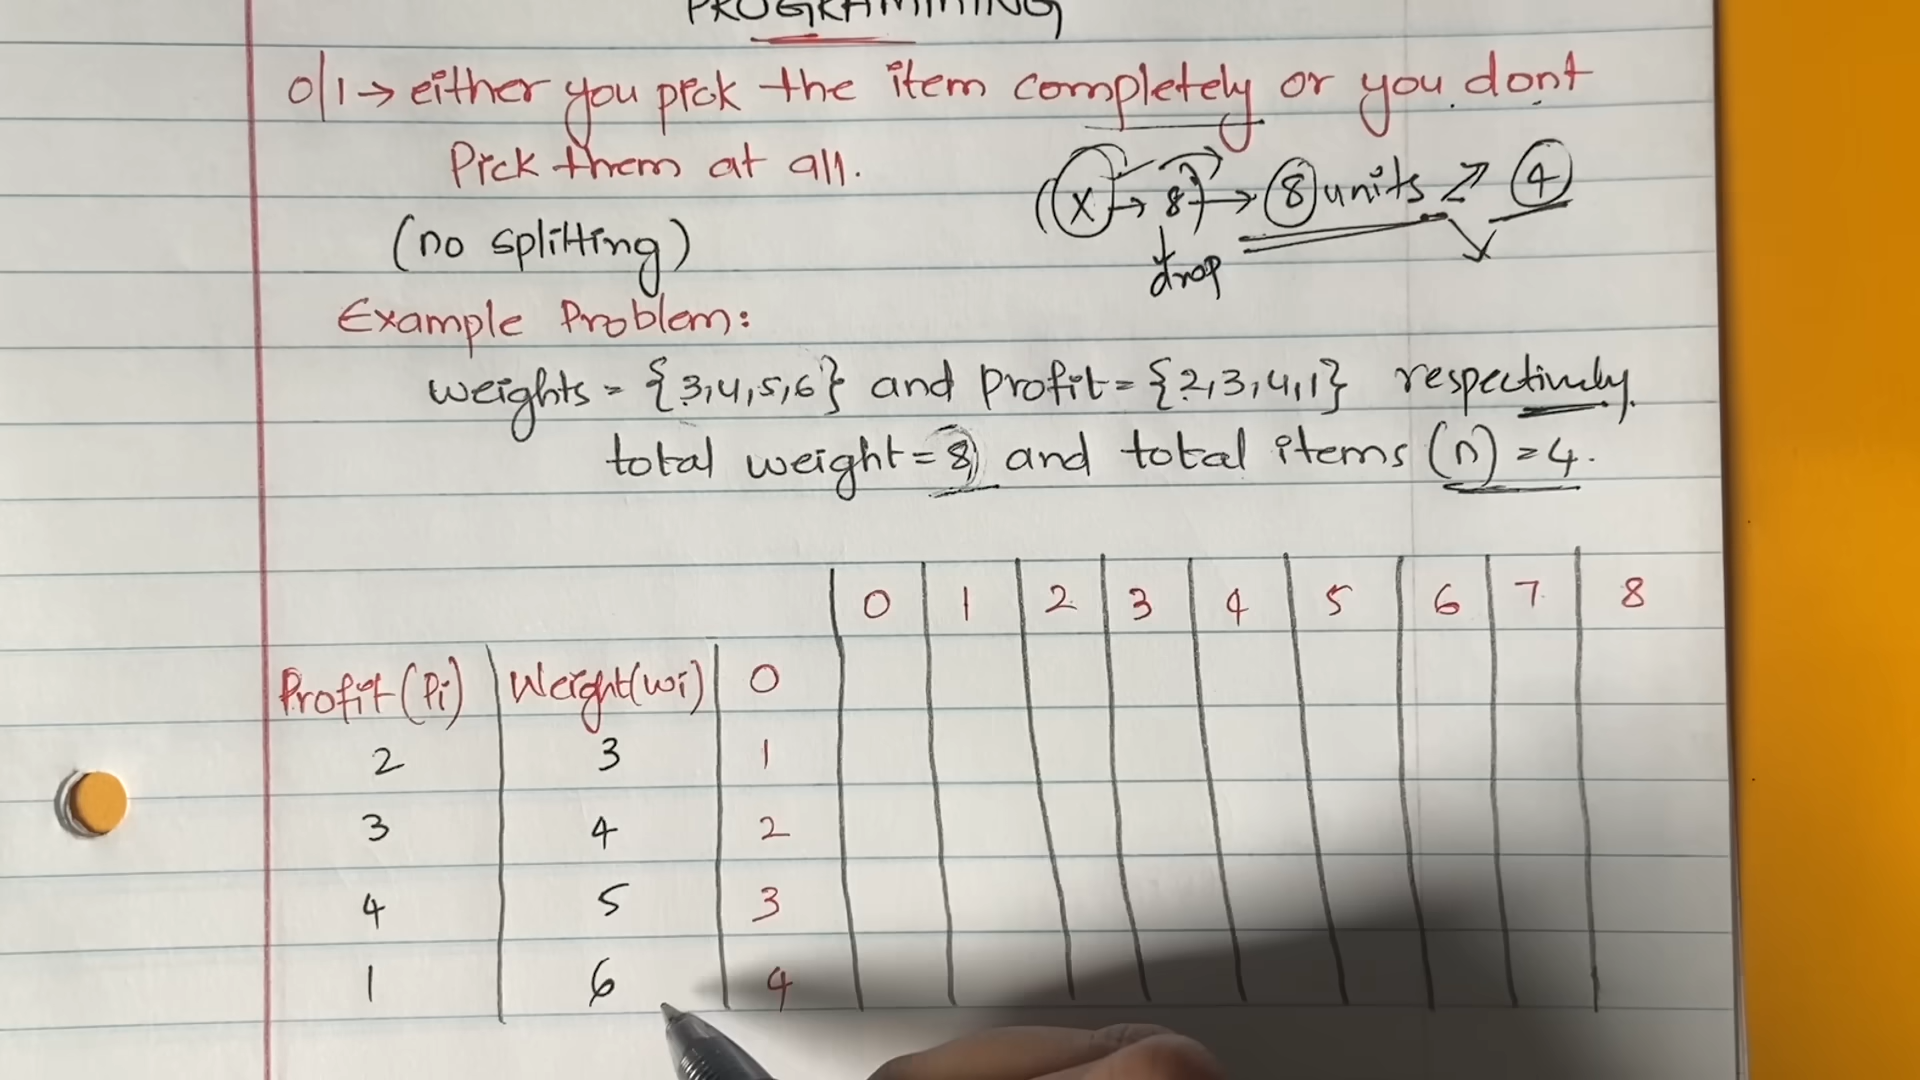 PROGRAMMING
0/1→ either you pick the item completely or you dont
Pick them at all.
(X → 8) → 8 units ≥ 4
drop
(no splitting)
Example Problem:
weights = {3,4,5,6} and Profit = {2,3,4,1} respectively.
total weight = 8 and total items (n) = 4.
0 1 2 3 4 5 6 7 8
Profit(Pi) Weight(wi) 0
2 3 1
3 4 2
4 5 3
1 6 4